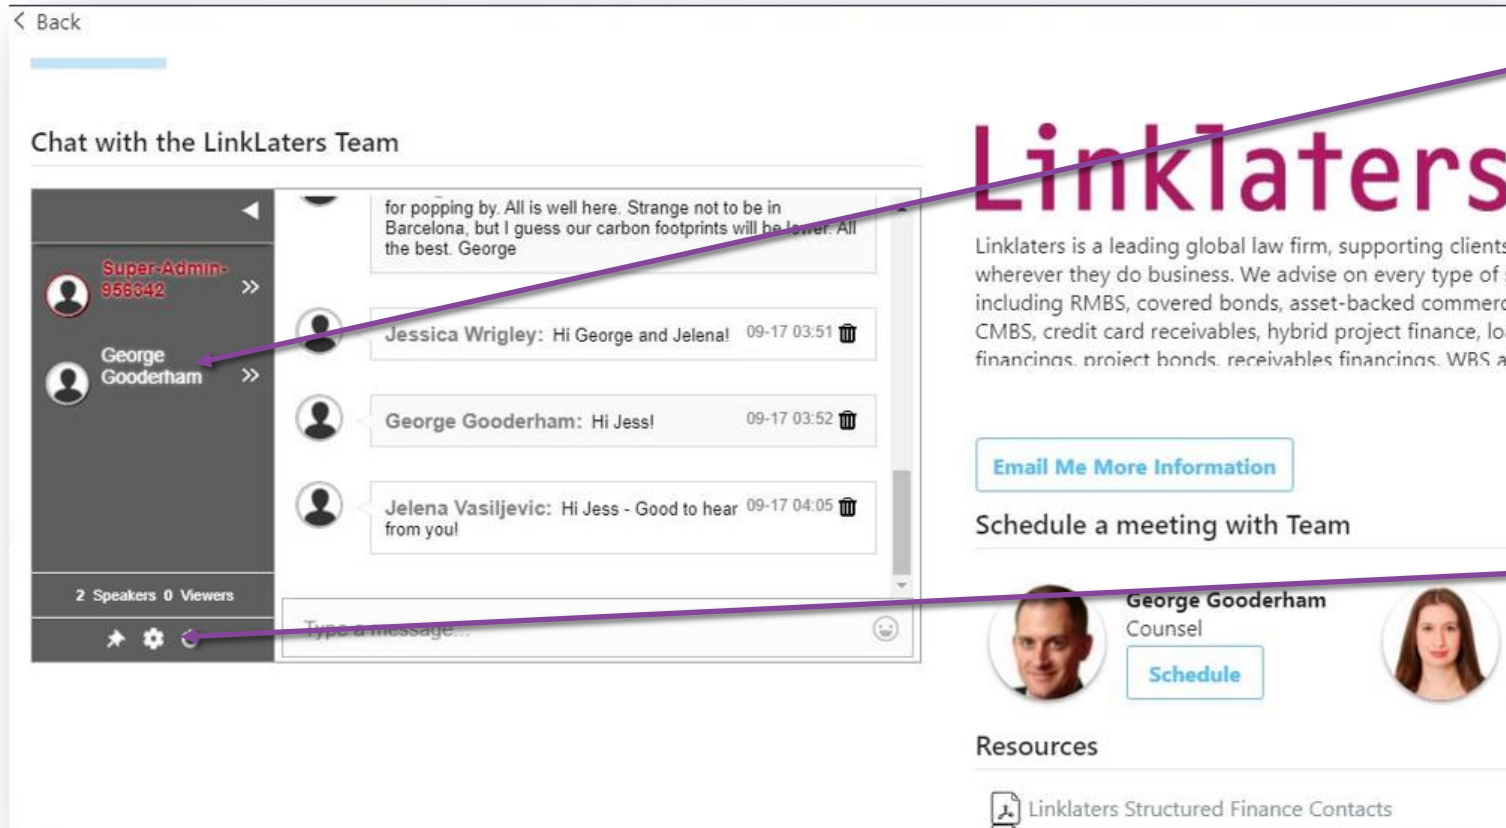 Back
Chat with the LinkLaters Team
for popping by. All is well here. Strange not to be in
Barcelona, but I guess our carbon footprints will be lower. All
the best. George
Super-Admin-
956342
Jessica Wrigley: Hi George and Jelena! 09-17 03:51
George
Gooderham
George Gooderham: Hi Jess! 09-17 03:52
Jelena Vasiljevic: Hi Jess - Good to hear 09-17 04:05
from you!
2 Speakers 0 Viewers
Type a message...
Linklaters
Linklaters is a leading global law firm, supporting clients
wherever they do business. We advise on every type of
including RMBS, covered bonds, asset-backed
CMBS, credit card receivables, hybrid project finance,
financings, project bonds, receivables financings, WBS
Email Me More Information
Schedule a meeting with Team
George Gooderham
Counsel
Schedule
Resources
Linklaters Structured Finance Contacts